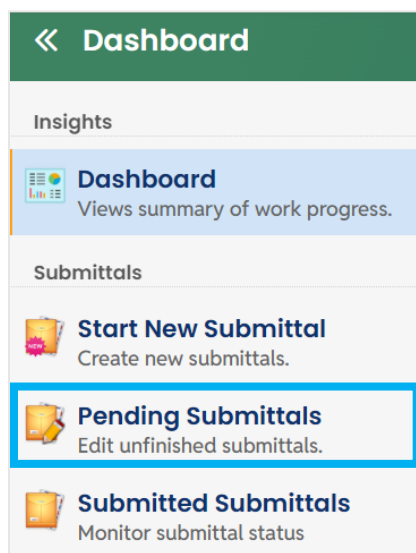 « Dashboard
Insights
Dashboard
Views summary of work progress.
Submittals
NEW
Start New Submittal
Create new submittals.
Pending Submittals
Edit unfinished submittals.
Submitted Submittals
Monitor submittal status